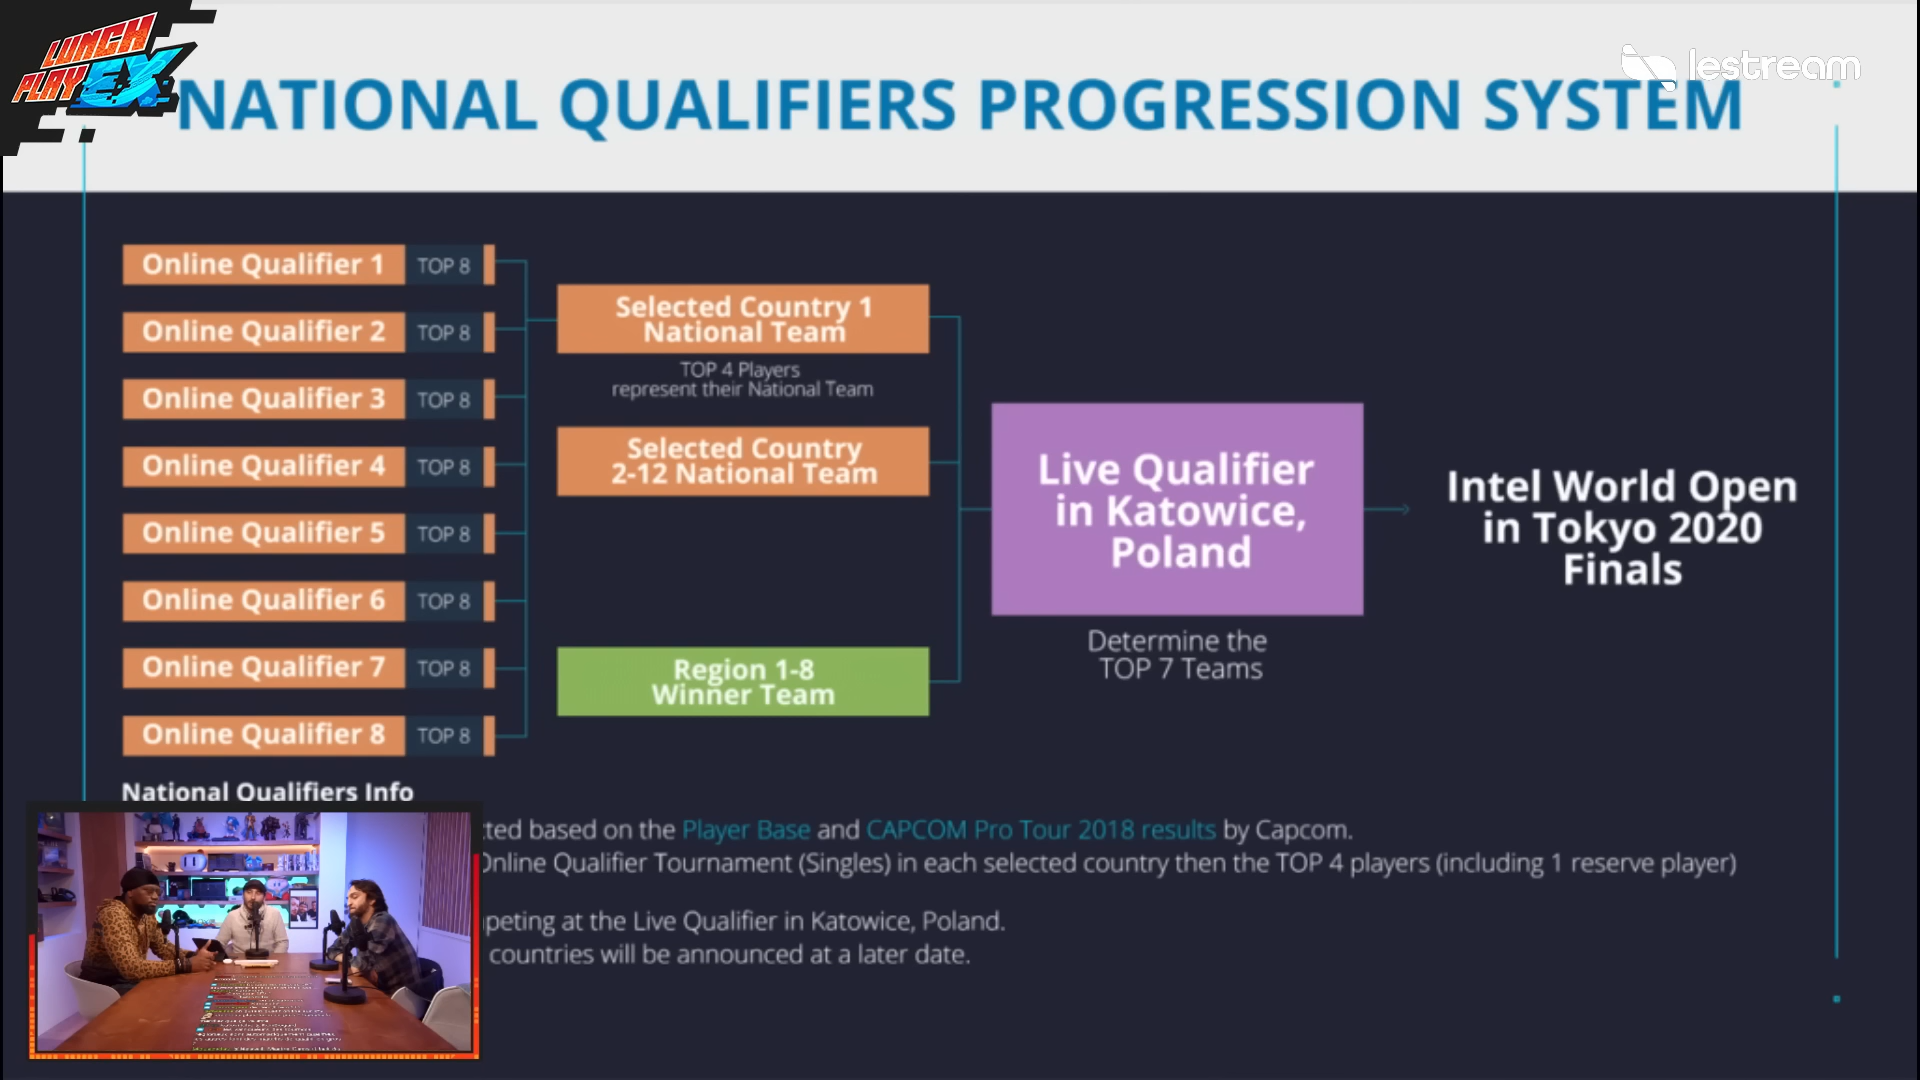 LUNCH
PLAY EX
lestream
NATIONAL QUALIFIERS PROGRESSION SYSTEM
Online Qualifier 1 TOP 8
Online Qualifier 2 TOP 8
Online Qualifier 3 TOP 8
Online Qualifier 4 TOP 8
Online Qualifier 5 TOP 8
Online Qualifier 6 TOP 8
Online Qualifier 7 TOP 8
Online Qualifier 8 TOP 8
Selected Country 1
National Team
TOP 4 Players
represent their National Team
Selected Country
2-12 National Team
Region 1-8
Winner Team
Live Qualifier
in Katowice,
Poland
Determine the
TOP 7 Teams
Intel World Open
in Tokyo 2020
Finals
National Qualifiers Info
based on the Player Base and CAPCOM Pro Tour 2018 results by Capcom.
Online Qualifier Tournament (Singles) in each selected country then the TOP 4 players (including 1 reserve player)
at the Live Qualifier in Katowice, Poland.
countries will be announced at a later date.